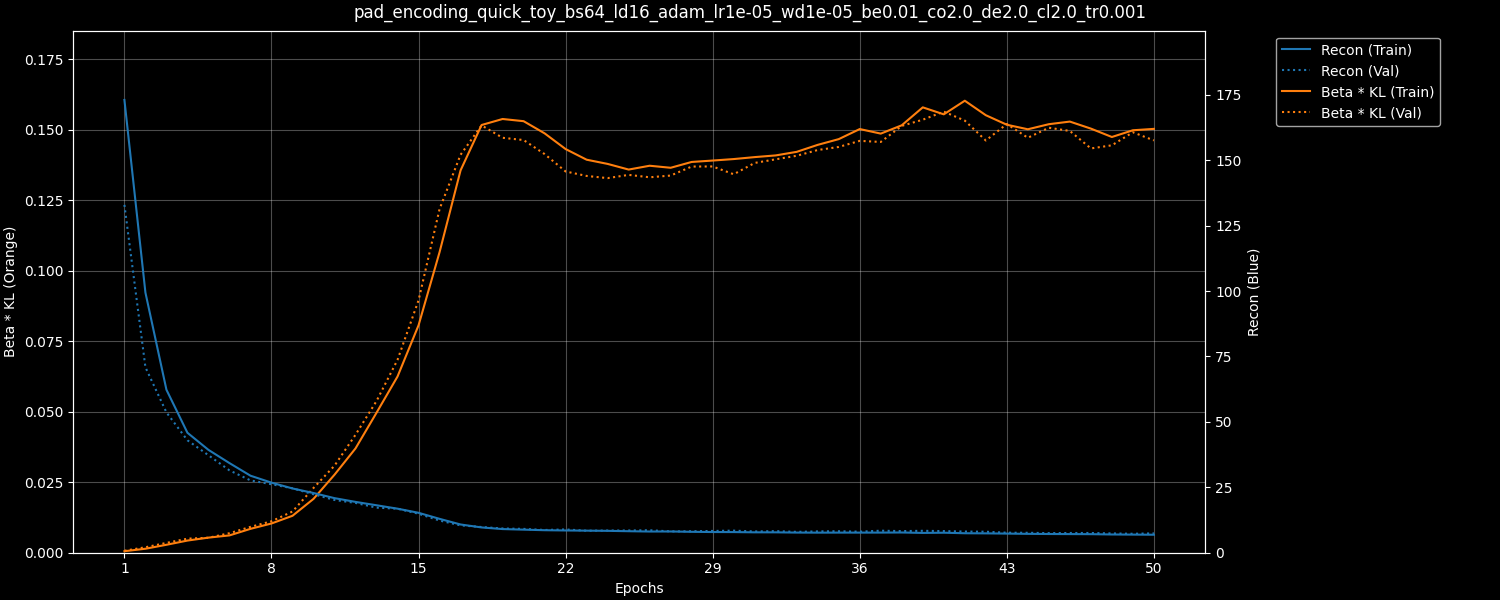 pad_encoding_quick_toy_bs64_ld16_adam_lr1e-05_wd1e-05_be0.01_co2.0_de2.0_cl2.0_tr0.001
Recon (Train)
Recon (Val)
Beta * KL (Train)
Beta * KL (Val)
Beta * KL (Orange)
0.175
0.150
0.125
0.100
0.075
0.050
0.025
0.000
175
150
125
100
75
50
25
0
Recon (Blue)
1 8 15 22 29 36 43 50
Epochs